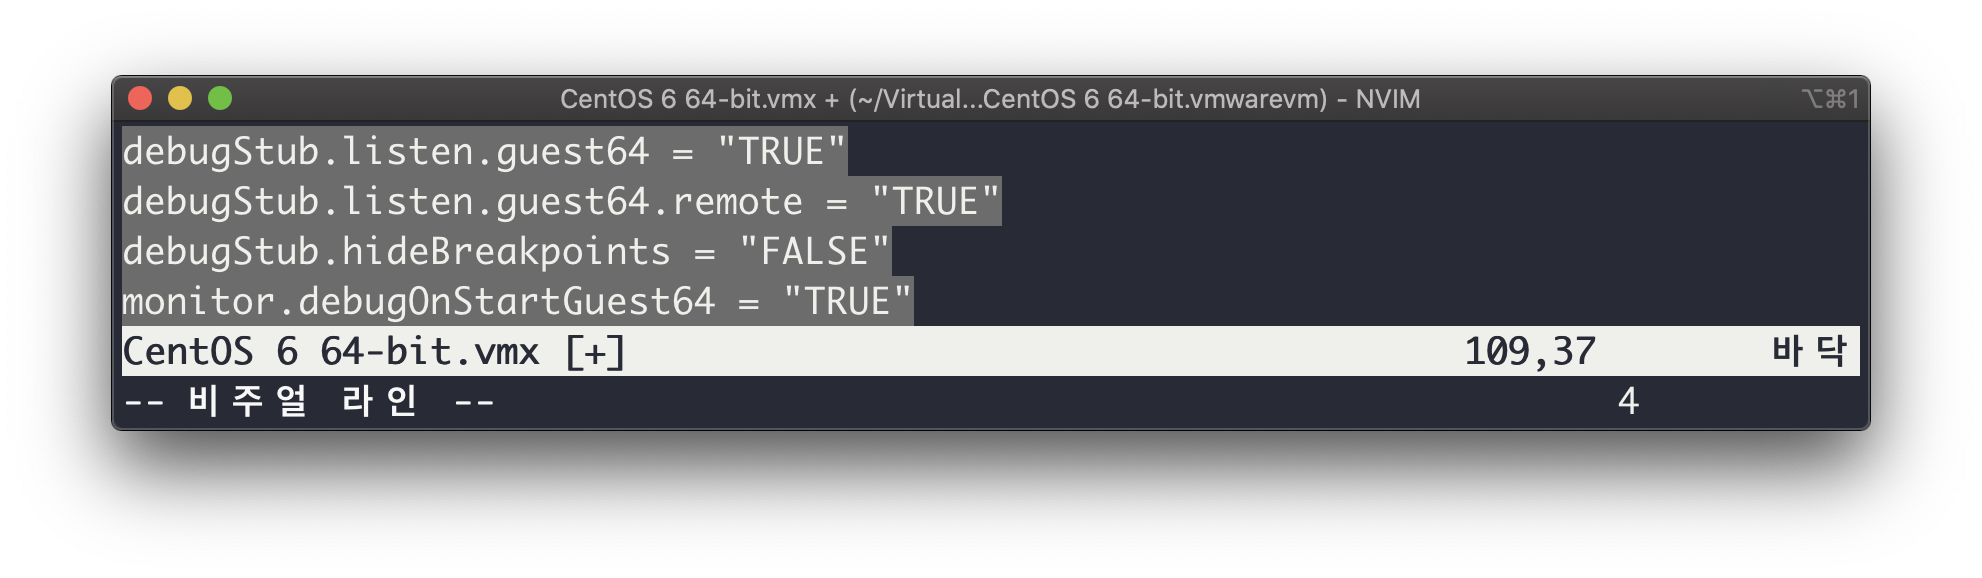 CentOS 6 64-bit.vmx + (~/Virtual...CentOS 6 64-bit.vmwarevm) - NVIM ⌥⌘1
debugStub.listen.guest64 = "TRUE"
debugStub.listen.guest64.remote = "TRUE"
debugStub.hideBreakpoints = "FALSE"
monitor.debugOnStartGuest64 = "TRUE"
CentOS 6 64-bit.vmx [+] 109,37 바닥
-- 비주얼 라인 -- 4